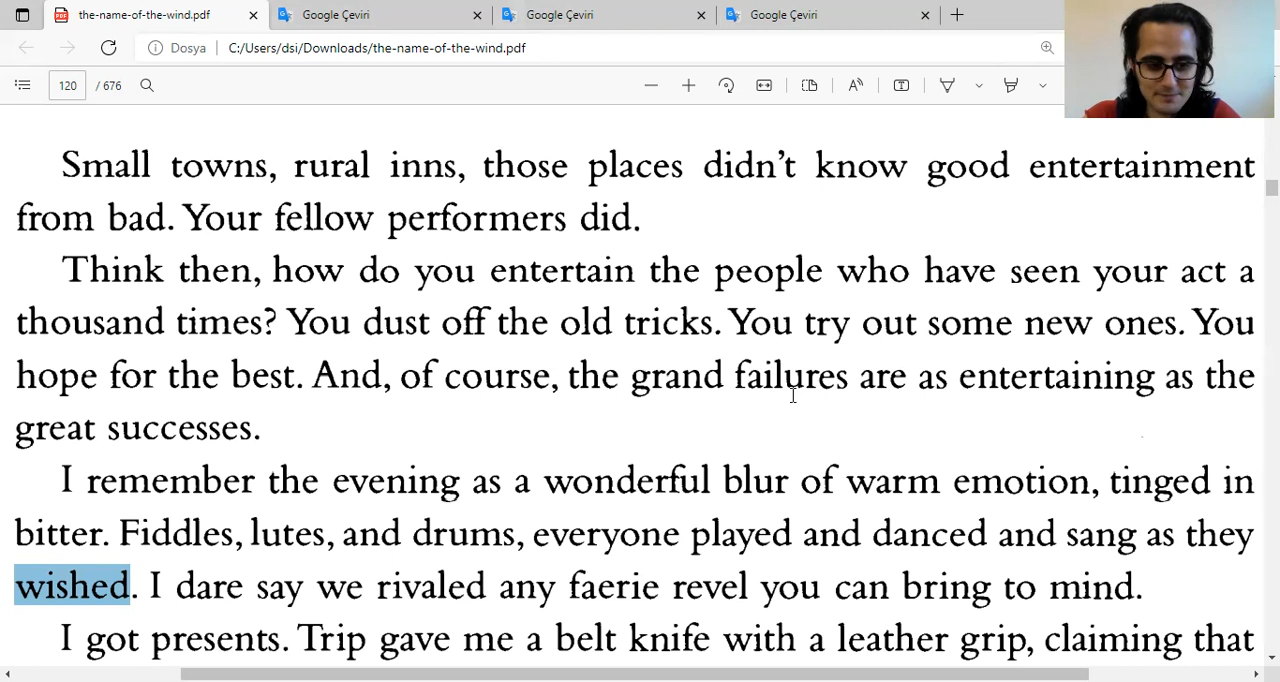 the-name-of-the-wind.pdf
Google Çeviri
Google Çeviri
Google Çeviri
Dosya
C:/Users/dsi/Downloads/the-name-of-the-wind.pdf
120 / 676
Small towns, rural inns, those places didn't know good entertainment
from bad. Your fellow performers did.
Think then, how do you entertain the people who have seen your act a
thousand times? You dust off the old tricks. You try out some new ones. You
hope for the best. And, of course, the grand failures are as entertaining as the
great successes.
I remember the evening as a wonderful blur of warm emotion, tinged in
bitter. Fiddles, lutes, and drums, everyone played and danced and sang as they
wished. I dare say we rivaled any faerie revel you can bring to mind.
I got presents. Trip gave me a belt knife with a leather grip, claiming that